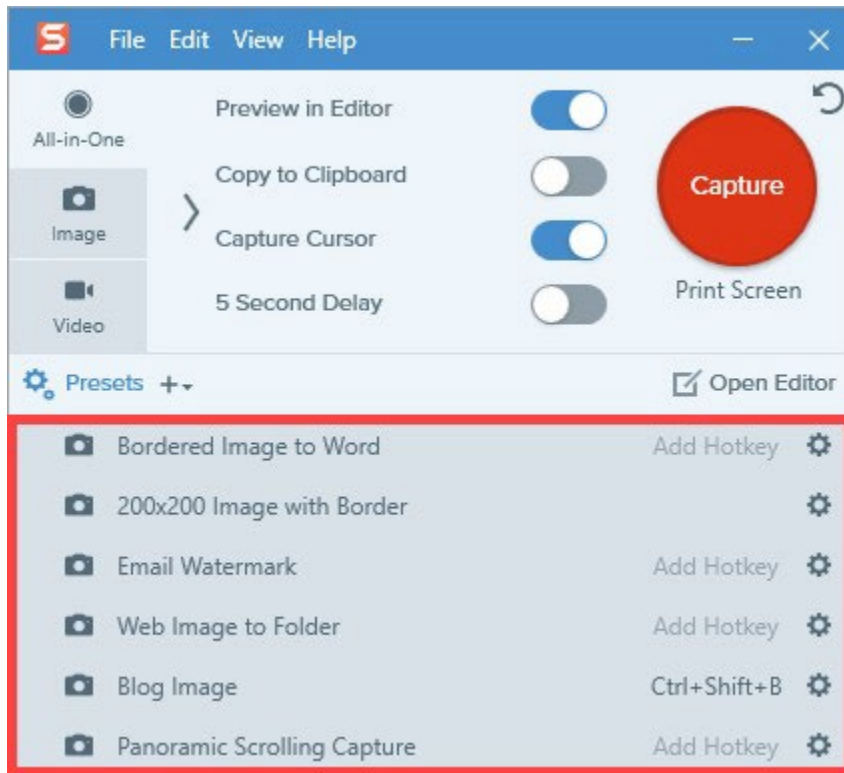 S File Edit View Help
All-in-One
Image
Video
Preview in Editor
Copy to Clipboard
Capture Cursor
5 Second Delay
Capture
Print Screen
Presets
Open Editor
Bordered Image to Word Add Hotkey
200x200 Image with Border
Email Watermark Add Hotkey
Web Image to Folder Add Hotkey
Blog Image Ctrl+Shift+B
Panoramic Scrolling Capture Add Hotkey